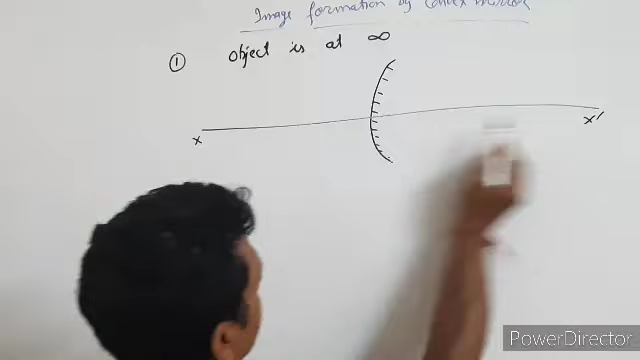 Image formation by convex mirror
① object is at ∞
X X'
PowerDirector